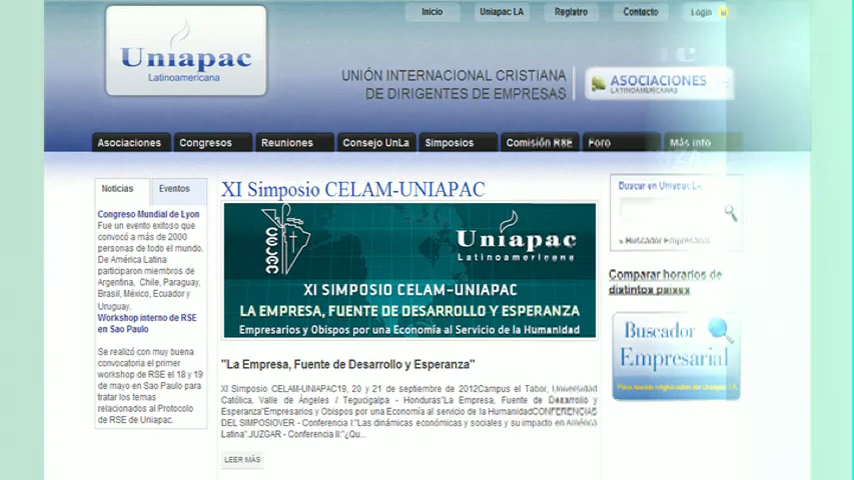 Inicio Uniapac LA Registro Contacto Login
Uniapac
Latinoamericana
UNIÓN INTERNACIONAL CRISTIANA
DE DIRIGENTES DE EMPRESAS
ASOCIACIONES
LATINOAMERICANAS
Asociaciones Congresos Reuniones Consejo UnLa Simposios Comisión RSE Foro Más info
Noticias Eventos
Congreso Mundial de Lyon
Fue un evento exitoso que
convocó a más de 2000
personas de todo el mundo.
De América Latina
participaron miembros de
Argentina, Chile, Paraguay,
Brasil, México, Ecuador y
Uruguay.
Workshop interno de RSE
en Sao Paulo
Se realizó con muy buena
convocatoria el primer
workshop de RSE el 18 y 19
de mayo en Sao Paulo para
tratar los temas
relacionados al Protocolo
de RSE de Uniapac.
XI Simposio CELAM-UNIAPAC
CELAM
Uniapac
Latinoamericana
XI SIMPOSIO CELAM-UNIAPAC
LA EMPRESA, FUENTE DE DESARROLLO Y ESPERANZA
Empresarios y Obispos por una Economía al Servicio de la Humanidad
"La Empresa, Fuente de Desarrollo y Esperanza"
XI Simposio CELAM-UNIAPAC19, 20 y 21 de septiembre de 2012Campus el Tabor, Universidad
Católica, Valle de Ángeles / Tegucigalpa - Honduras"La Empresa, Fuente de Desarrollo y
Esperanza"Empresarios y Obispos por una Economía al servicio de la HumanidadCONFERENCIAS
DEL SIMPOSIOVER - Conferencia I:"Las dinámicas económicas y sociales y su impacto en América
Latina".JUZGAR - Conferencia II:"¿Qu...
LEER MÁS
Buscar en Uniapac LA
» Buscador Empresarial
Comparar horarios de
distintos países
Buscador
Empresarial
Para socios registrados de Uniapac LA